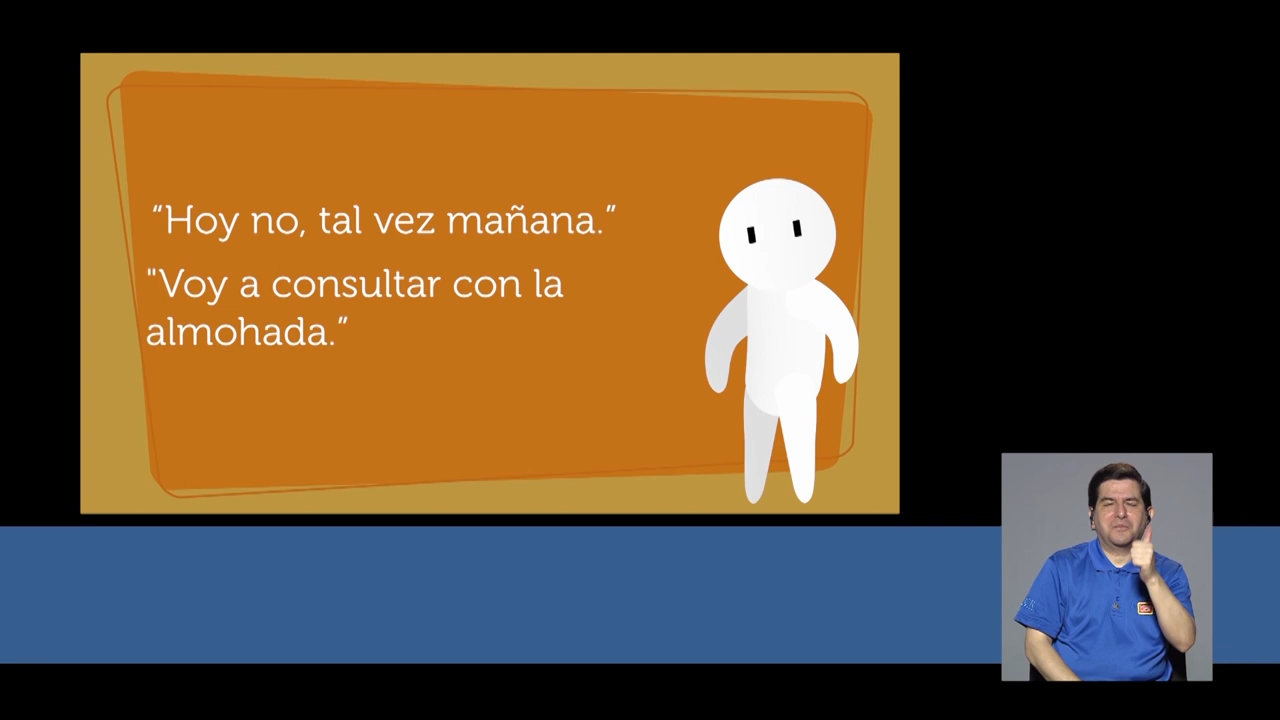 “Hoy no, tal vez mañana.”
"Voy a consultar con la
almohada.”